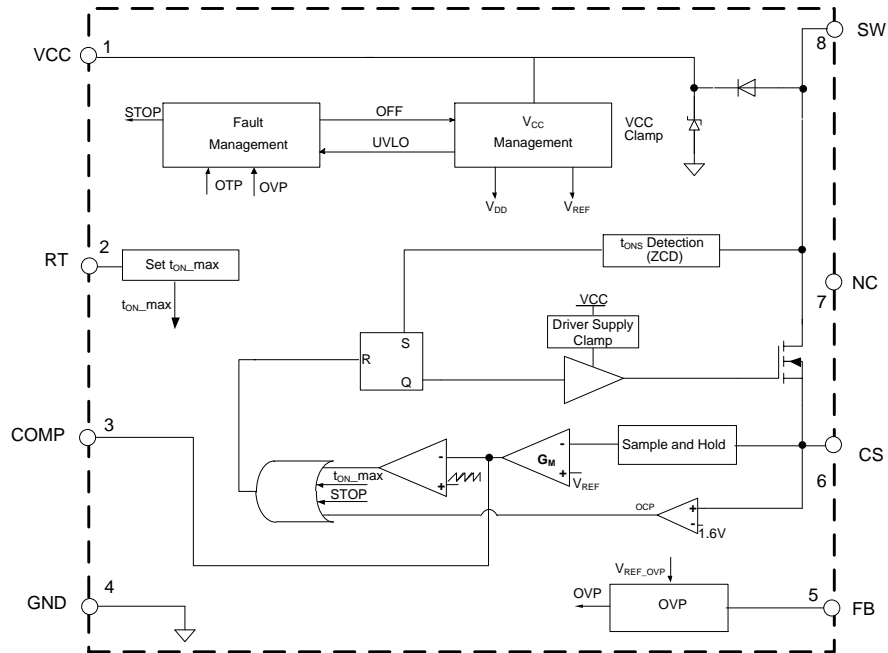 SW
8
VCC
1
STOP
Fault
Management
OFF
UVLO
VCC
Management
VCC
Clamp
OTP
OVP
VDD
VREF
RT
2
Set tON_max
tON_max
tONS Detection
(ZCD)
NC
7
VCC
Driver Supply
Clamp
S
R
Q
COMP
3
CS
6
Sample and Hold
-
GM
+
VREF
-
+
tON_max
STOP
OCP
+
-
1.6V
GND
4
VREF_OVP
OVP
OVP
5
FB